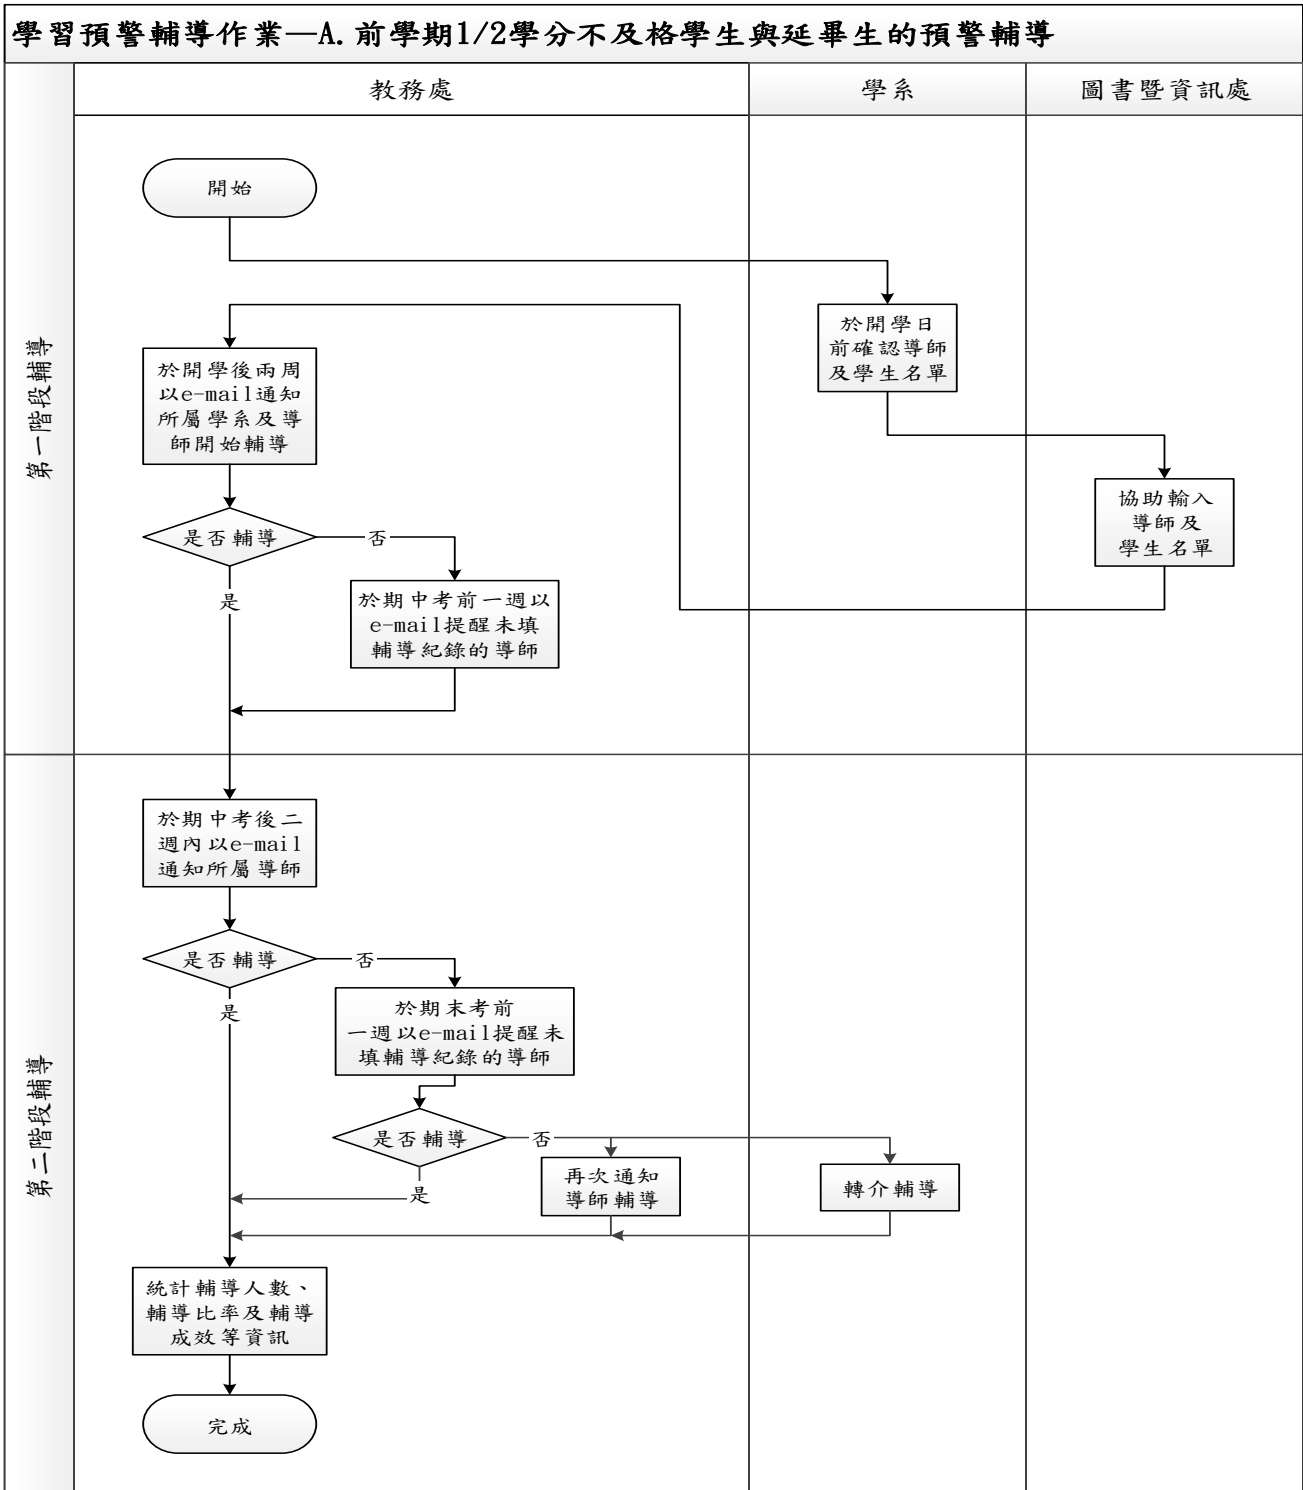 學習預警輔導作業—A.前學期1/2學分不及格學生與延畢生的預警輔導
教務處
學系
圖書暨資訊處
第一階段輔導
開始
於開學日
前確認導師
及學生名單
協助輸入
導師及
學生名單
於開學後兩周
以e-mail通知
所屬學系及導
師開始輔導
是否輔導
否
是
於期中考前一週以
e-mail提醒未填
輔導紀錄的導師
第二階段輔導
於期中考後二
週內以e-mail
通知所屬導師
是否輔導
否
是
於期末考前
一週以e-mail提醒未
填輔導紀錄的導師
是否輔導
否
是
再次通知
導師輔導
轉介輔導
統計輔導人數、
輔導比率及輔導
成效等資訊
完成